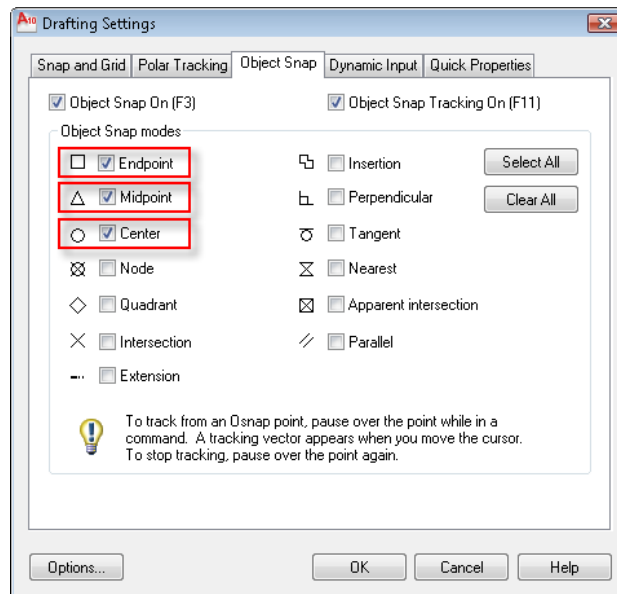 A10 Drafting Settings
Snap and Grid Polar Tracking Object Snap Dynamic Input Quick Properties
Object Snap On (F3) Object Snap Tracking On (F11)
Object Snap modes
Endpoint Insertion Select All
Midpoint Perpendicular Clear All
Center Tangent
Node Nearest
Quadrant Apparent intersection
Intersection Parallel
Extension
To track from an Osnap point, pause over the point while in a
command. A tracking vector appears when you move the cursor.
To stop tracking, pause over the point again.
Options... OK Cancel Help